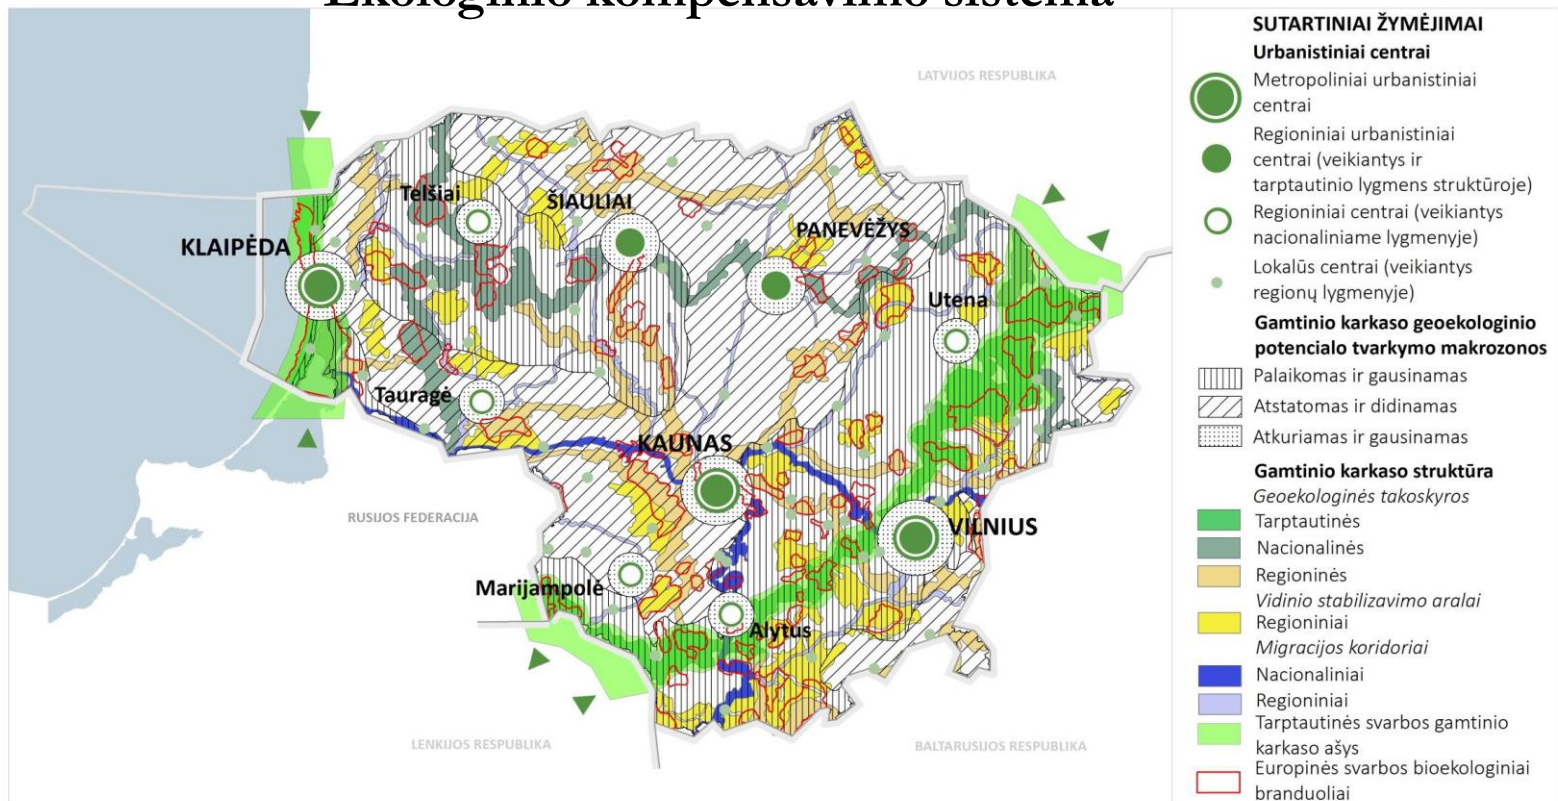 Ekologinio kompensavimo sistema
LATVIJOS RESPUBLIKA
Telšiai
ŠIAULIAI
PANEVĖŽYS
KLAIPĖDA
Utena
Tauragė
KAUNAS
RUSIJOS FEDERACIJA
VILNIUS
Marijampolė
Alytus
LENKIJOS RESPUBLIKA
BALTARUSIJOS RESPUBLIKA
SUTARTINIAI ŽYMĖJIMAI
Urbanistiniai centrai
Metropoliniai urbanistiniai
centrai
Regioniniai urbanistiniai
centrai (veikiantys ir
tarptautinio lygmens struktūroje)
Regioniniai centrai (veikiantys
nacionaliniame lygmenyje)
Lokalūs centrai (veikiantys
regionų lygmenyje)
Gamtinio karkaso geoekologinio
potencialo tvarkymo makrozonos
Palaikomas ir gausinamas
Atstatomas ir didinamas
Atkuriamas ir gausinamas
Gamtinio karkaso struktūra
Geoekologinės takoskyros
Tarptautinės
Nacionalinės
Regioninės
Vidinio stabilizavimo aralai
Regioniniai
Migracijos koridoriai
Nacionaliniai
Regioniniai
Tarptautinės svarbos gamtinio
karkaso ašys
Europinės svarbos bioekologiniai
branduoliai